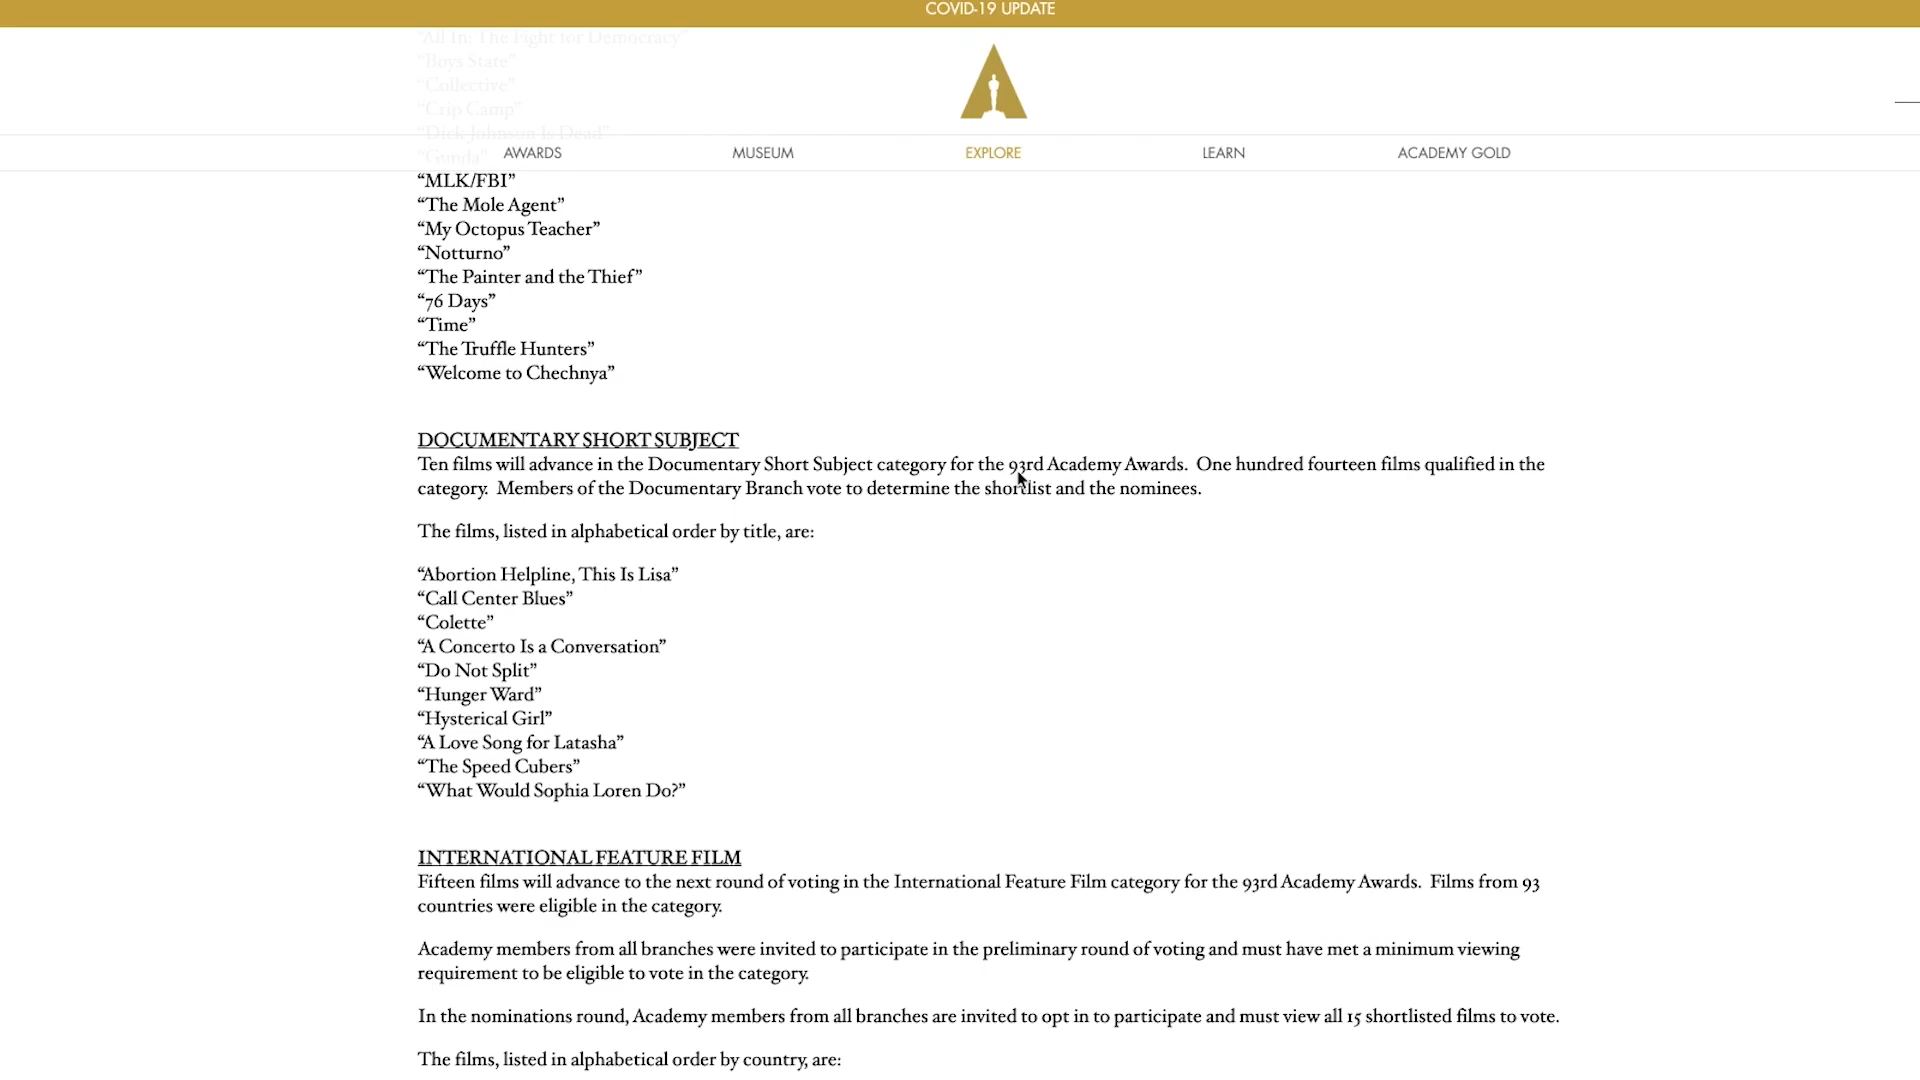 COVID-19 UPDATE
“All In: The Fight for Democracy”
“Boys State”
“Collective”
“Crip Camp”
“Dick Johnson Is Dead”
“Gunda”
AWARDS
MUSEUM
EXPLORE
LEARN
ACADEMY GOLD
“MLK/FBI”
“The Mole Agent”
“My Octopus Teacher”
“Notturno”
“The Painter and the Thief”
“76 Days”
“Time”
“The Truffle Hunters”
“Welcome to Chechnya”
DOCUMENTARY SHORT SUBJECT
Ten films will advance in the Documentary Short Subject category for the 93rd Academy Awards.  One hundred fourteen films qualified in the
category.  Members of the Documentary Branch vote to determine the shortlist and the nominees.
The films, listed in alphabetical order by title, are:
“Abortion Helpline, This Is Lisa”
“Call Center Blues”
“Colette”
“A Concerto Is a Conversation”
“Do Not Split”
“Hunger Ward”
“Hysterical Girl”
“A Love Song for Latasha”
“The Speed Cubers”
“What Would Sophia Loren Do?”
INTERNATIONAL FEATURE FILM
Fifteen films will advance to the next round of voting in the International Feature Film category for the 93rd Academy Awards.  Films from 93
countries were eligible in the category.
Academy members from all branches were invited to participate in the preliminary round of voting and must have met a minimum viewing
requirement to be eligible to vote in the category.
In the nominations round, Academy members from all branches are invited to opt in to participate and must view all 15 shortlisted films to vote.
The films, listed in alphabetical order by country, are: